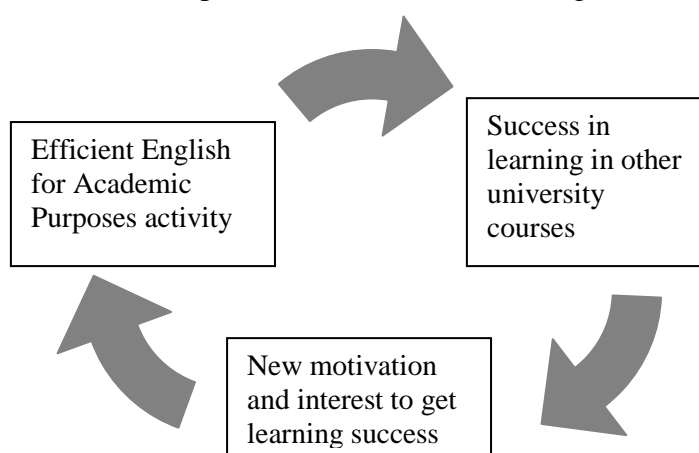 Efficient English
for Academic
Purposes activity
Success in
learning in other
university
courses
New motivation
and interest to get
learning success